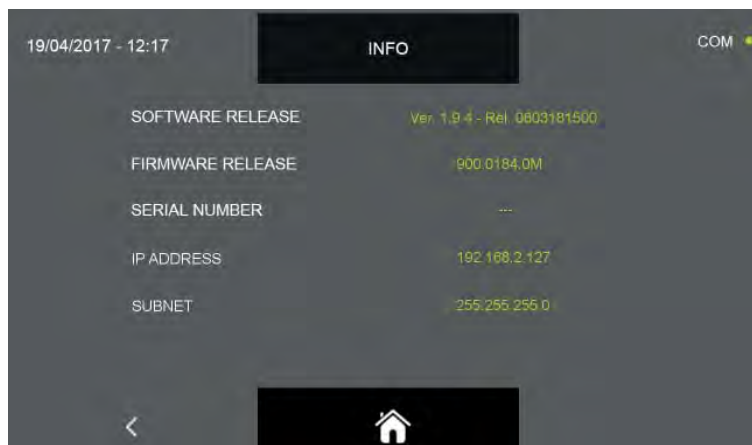 19/04/2017 - 12:17 INFO COM
SOFTWARE RELEASE Ver. 1.9.4 - Rel. 0603181500
FIRMWARE RELEASE 900.0184.0M
SERIAL NUMBER ---
IP ADDRESS 192.168.2.127
SUBNET 255.255.255.0